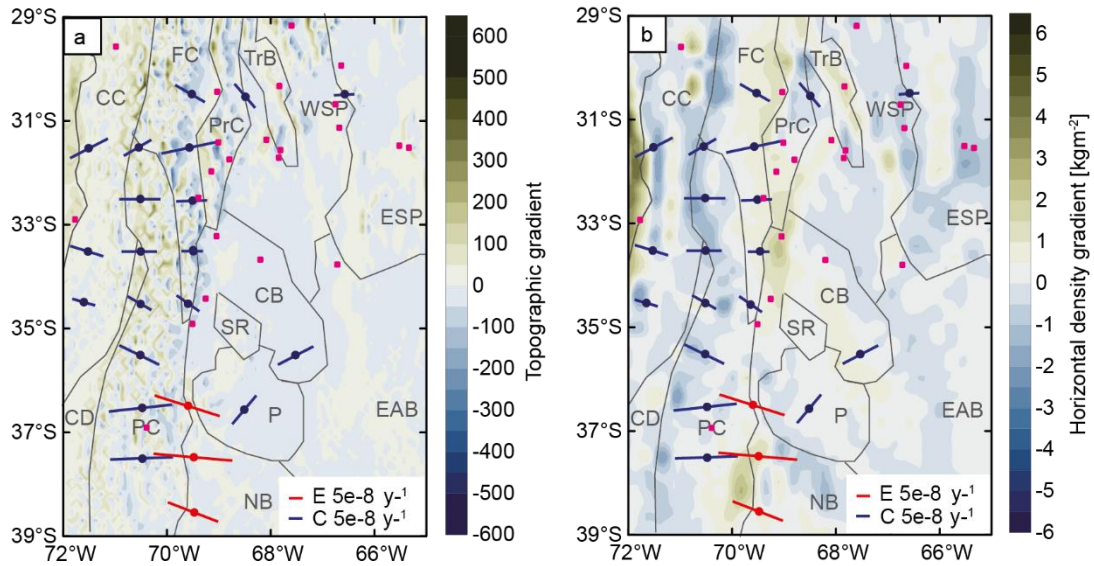 a
29°S
31°S
33°S
35°S
37°S
39°S
72°W
70°W
68°W
66°W
FC
TrB
CC
WSP
PrC
ESP
CB
SR
CD
P
EAB
PC
NB
E 5e-8 y-1
C 5e-8 y-1
600
500
400
300
200
100
0
-100
-200
-300
-400
-500
-600
Topographic gradient
b
29°S
31°S
33°S
35°S
37°S
39°S
72°W
70°W
68°W
66°W
FC
TrB
CC
WSP
PrC
ESP
CB
SR
CD
P
EAB
PC
NB
E 5e-8 y-1
C 5e-8 y-1
6
5
4
3
2
1
0
-1
-2
-3
-4
-5
-6
Horizontal density gradient [kgm-2]